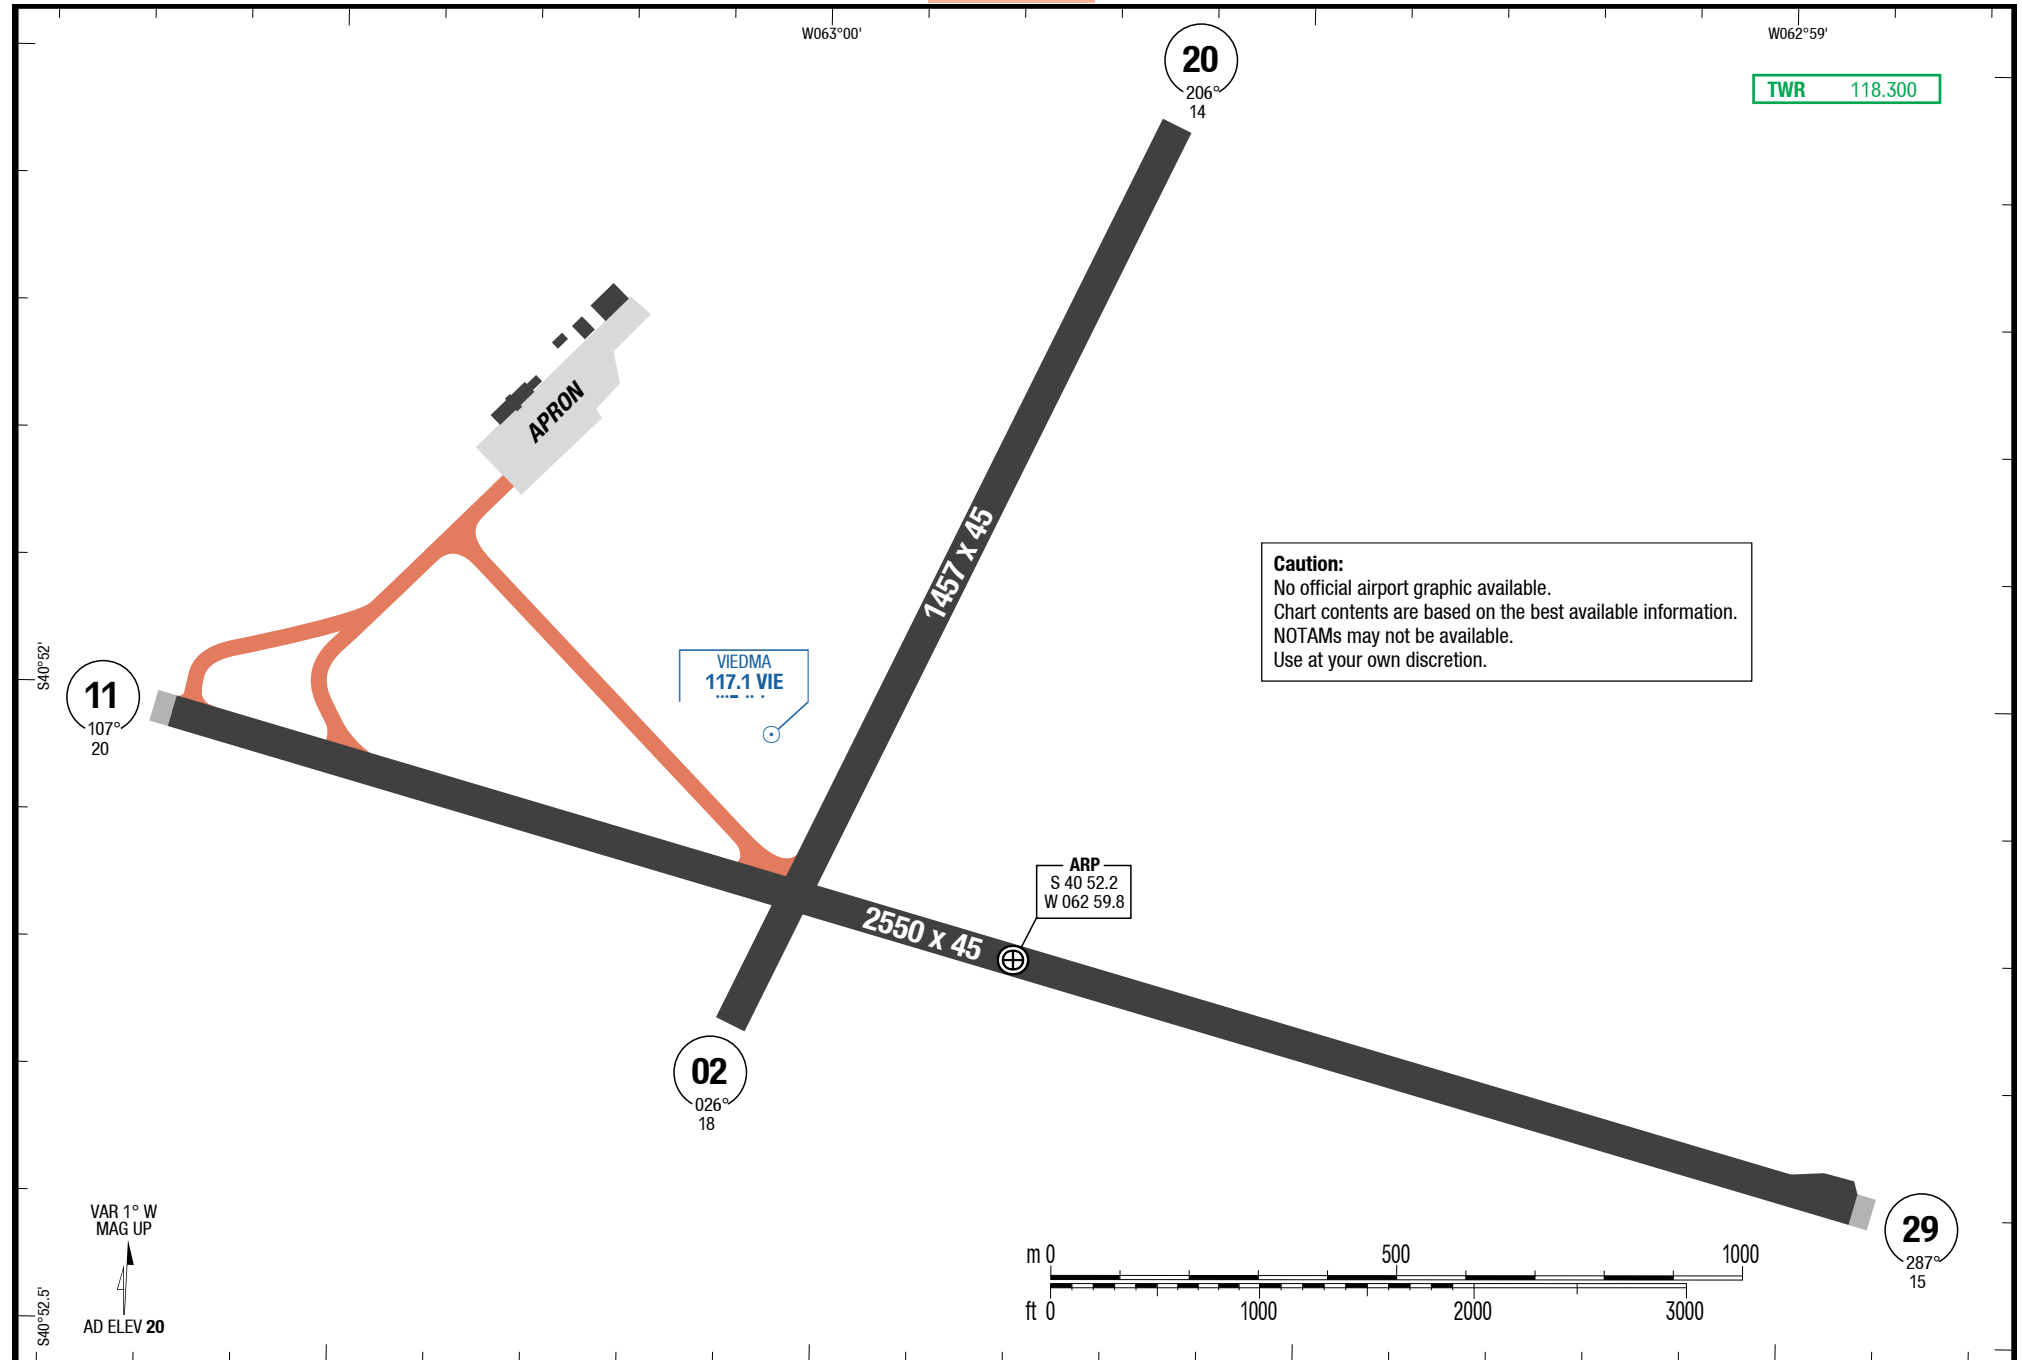 W063°00'
W062°59'
20
206°
14
TWR 118.300
APRON
1457 x 45
Caution:
No official airport graphic available.
Chart contents are based on the best available information.
NOTAMs may not be available.
Use at your own discretion.
S40°52'
VIEDMA
117.1 VIE
11
107°
20
ARP
S 40 52.2
W 062 59.8
2550 x 45
02
026°
18
VAR 1° W
MAG UP
AD ELEV 20
S40°52.5'
29
287°
15
m 0 500 1000
ft 0 1000 2000 3000